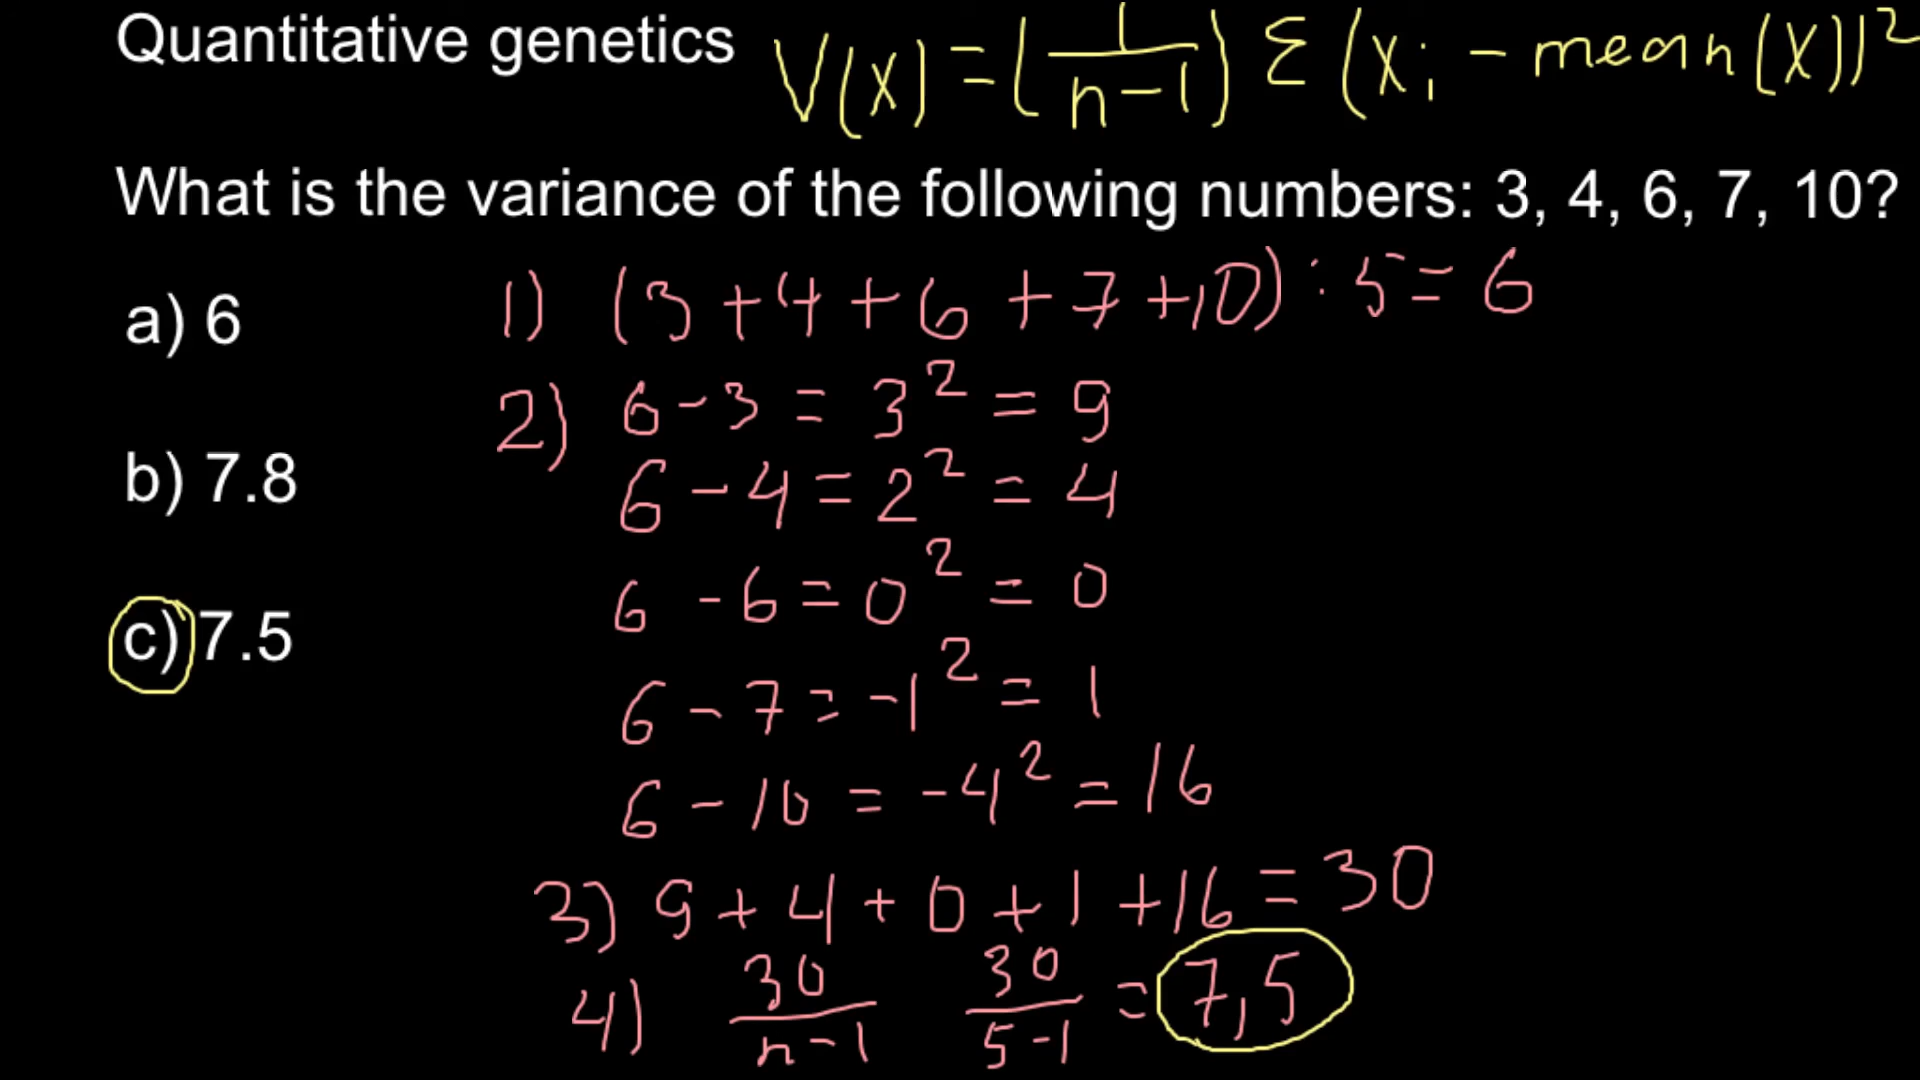 Quantitative genetics V(X) = (1/n-1) Σ (Xi - mean(X))²
What is the variance of the following numbers: 3, 4, 6, 7, 10?
a) 6
1) (3 + 4 + 6 + 7 + 10) : 5 = 6
2) 6 - 3 = 3² = 9
b) 7.8
6 - 4 = 2² = 4
6 - 6 = 0² = 0
c) 7.5
6 - 7 = -1² = 1
6 - 10 = -4² = 16
3) 9 + 4 + 0 + 1 + 16 = 30
4) 30/n-1 30/5-1 = 7,5